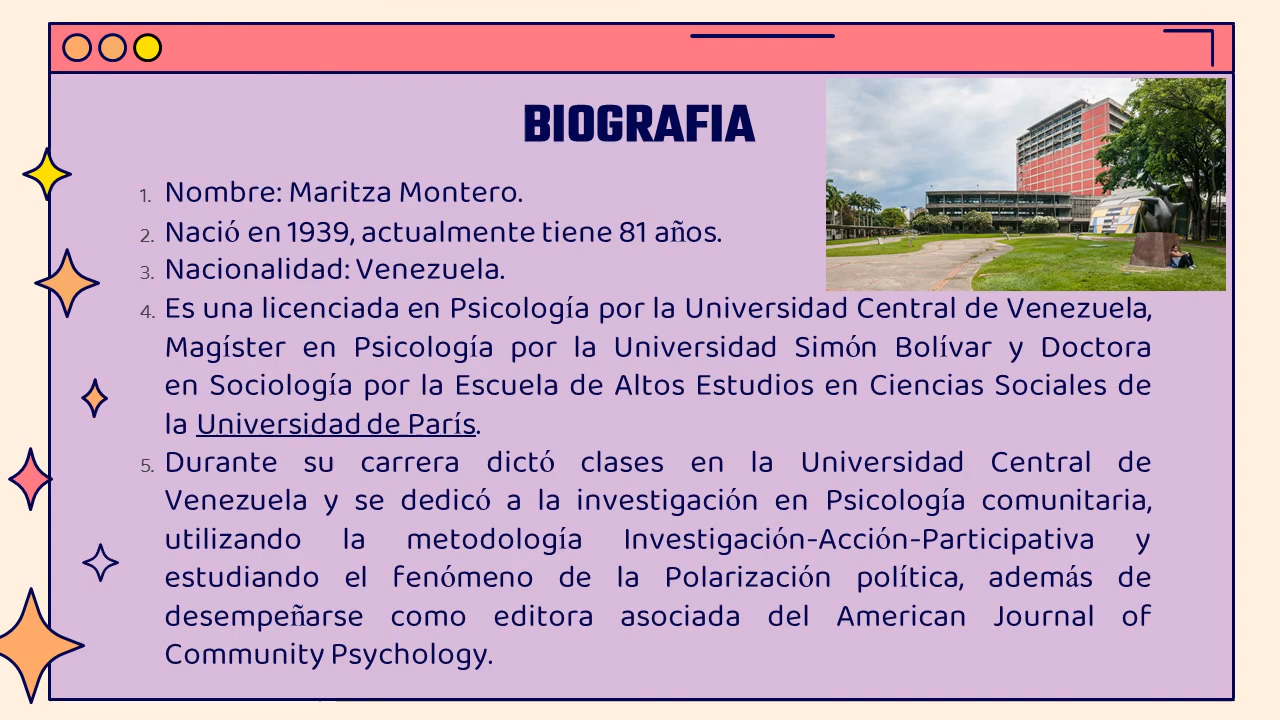 BIOGRAFIA
1. Nombre: Maritza Montero.
2. Nació en 1939, actualmente tiene 81 años.
3. Nacionalidad: Venezuela.
4. Es una licenciada en Psicología por la Universidad Central de Venezuela,
Magíster en Psicología por la Universidad Simón Bolívar y Doctora
en Sociología por la Escuela de Altos Estudios en Ciencias Sociales de
la Universidad de París.
5. Durante su carrera dictó clases en la Universidad Central de
Venezuela y se dedicó a la investigación en Psicología comunitaria,
utilizando la metodología Investigación-Acción-Participativa y
estudiando el fenómeno de la Polarización política, además de
desempeñarse como editora asociada del American Journal of
Community Psychology.